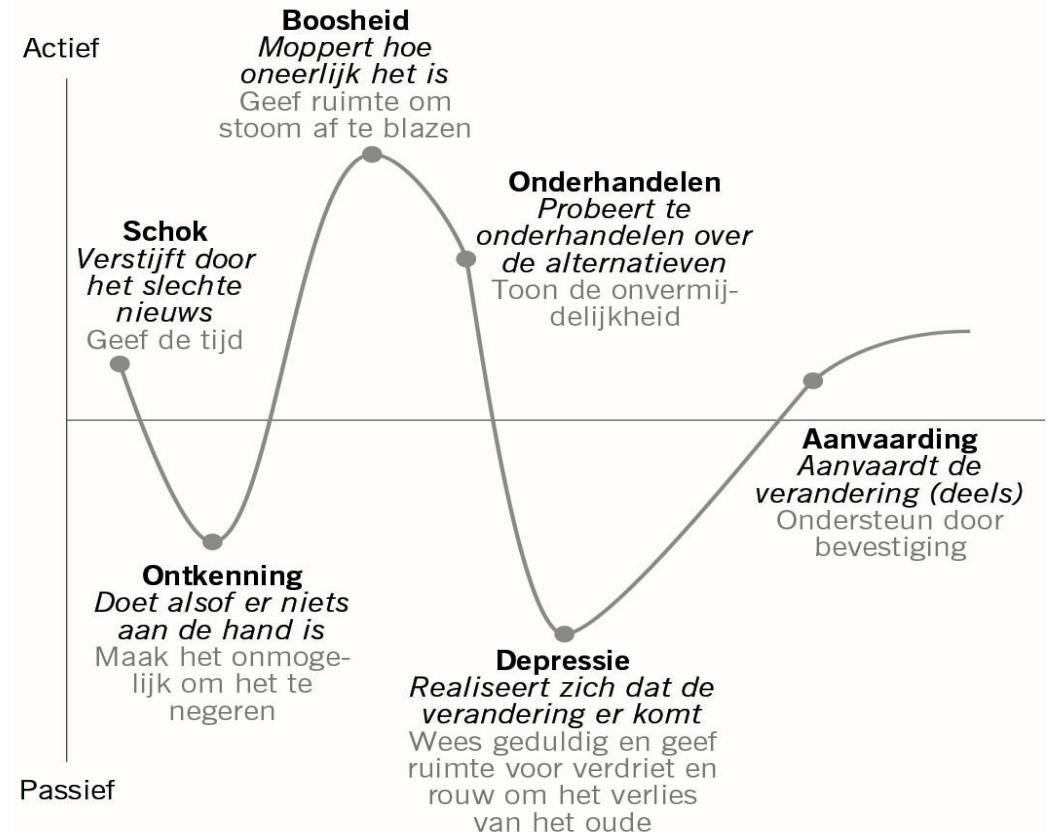 Actief
Boosheid
Moppert hoe
oneerlijk het is
Geef ruimte om
stoom af te blazen
Schok
Verstijft door
het slechte
nieuws
Geef de tijd
Onderhandelen
Probeert te
onderhandelen over
de alternatieven
Toon de onvermij-
delijkheid
Ontkenning
Doet alsof er niets
aan de hand is
Maak het onmoge-
lijk om het te
negeren
Depressie
Realiseert zich dat de
verandering er komt
Wees geduldig en geef
ruimte voor verdriet en
rouw om het verlies
van het oude
Aanvaarding
Aanvaardt de
verandering (deels)
Ondersteun door
bevestiging
Passief